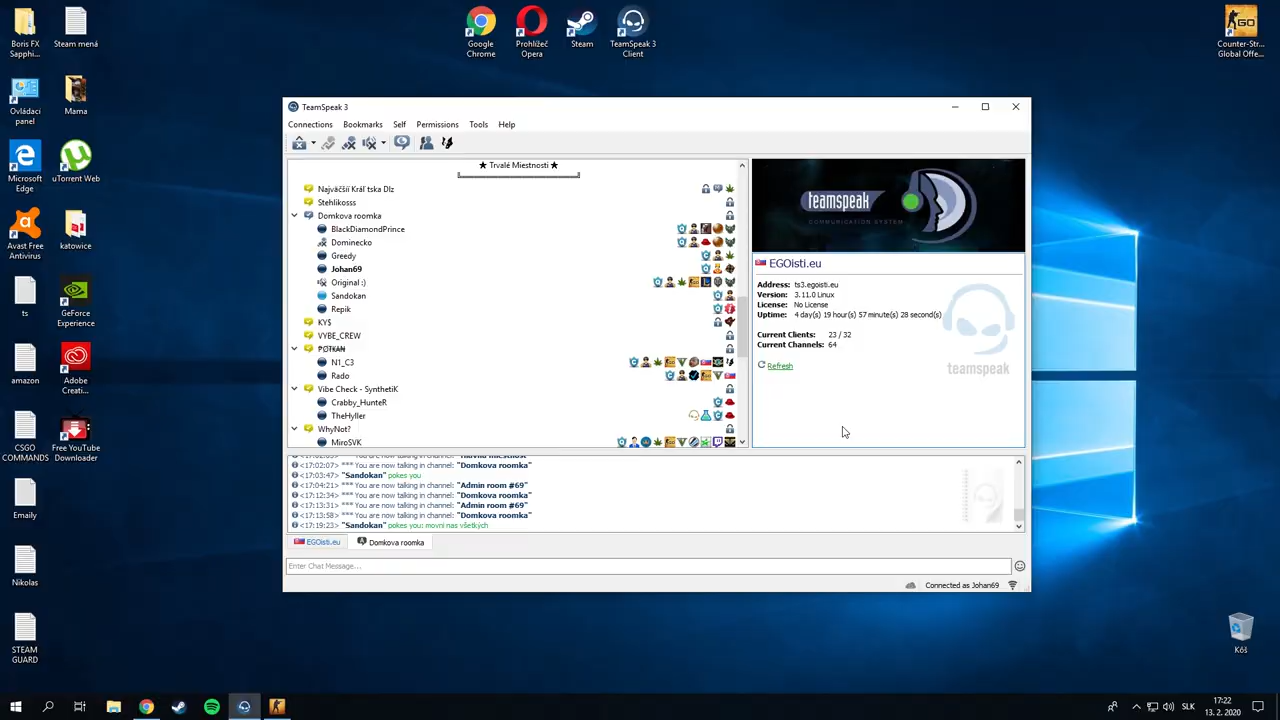 Boris FX
Sapphi...
Steam mená
Google
Chrome
Prohlížeč
Opera
Steam
TeamSpeak 3
Client
GO
Counter-Str...
Global Offe...
Ovládací
panel
Mama
Microsoft
Edge
uTorrent Web
Avast Free
Antivirus
katowice
ts
GeForce
Experience
amazon
Adobe
Creati...
CSGO
COMMANDS
Free YouTube
Downloader
Emaily
Nikolas
STEAM
GUARD
Kôš
TeamSpeak 3
Connections Bookmarks Self Permissions Tools Help
★ Trvalé Miestnosti ★
Stehlikosss
Domkova roomka
BlackDiamondPrince
Dominecko
Greedy
Johan69
Original :)
Sandokan
Repik
KY$
VYBE_CREW
N1_C3
Rado
Vibe Check - SynthetiK
Crabby_HunteR
TheHyller
WhyNot?
MiroSVK
teamspeak
COMMUNICATION SYSTEM
EGOisti.eu
Address: ts3.egoisti.eu
Version: 3.11.0 Linux
License: No License
Uptime: 4 day(s) 19 hour(s) 57 minute(s) 28 second(s)
Current Clients: 23 / 32
Current Channels: 64
Refresh
teamspeak
<17:02:07> *** You are now talking in channel: "Domkova roomka"
<17:03:47> "Sandokan" pokes you
<17:04:21> *** You are now talking in channel: "Admin room #69"
<17:12:34> *** You are now talking in channel: "Domkova roomka"
<17:13:31> *** You are now talking in channel: "Admin room #69"
<17:13:58> *** You are now talking in channel: "Domkova roomka"
<17:19:23> "Sandokan" pokes you: movni nas všetkých
EGOisti.eu Domkova roomka
Enter Chat Message...
Connected as Johan69
SLK
17:22
13. 2. 2020